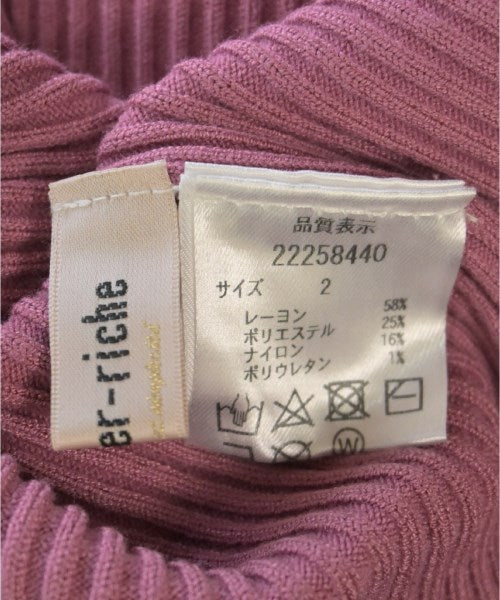 er-riche
品質表示
22258440
サイズ 2
レーヨン 58%
ポリエステル 25%
ナイロン 16%
ポリウレタン 1%
W